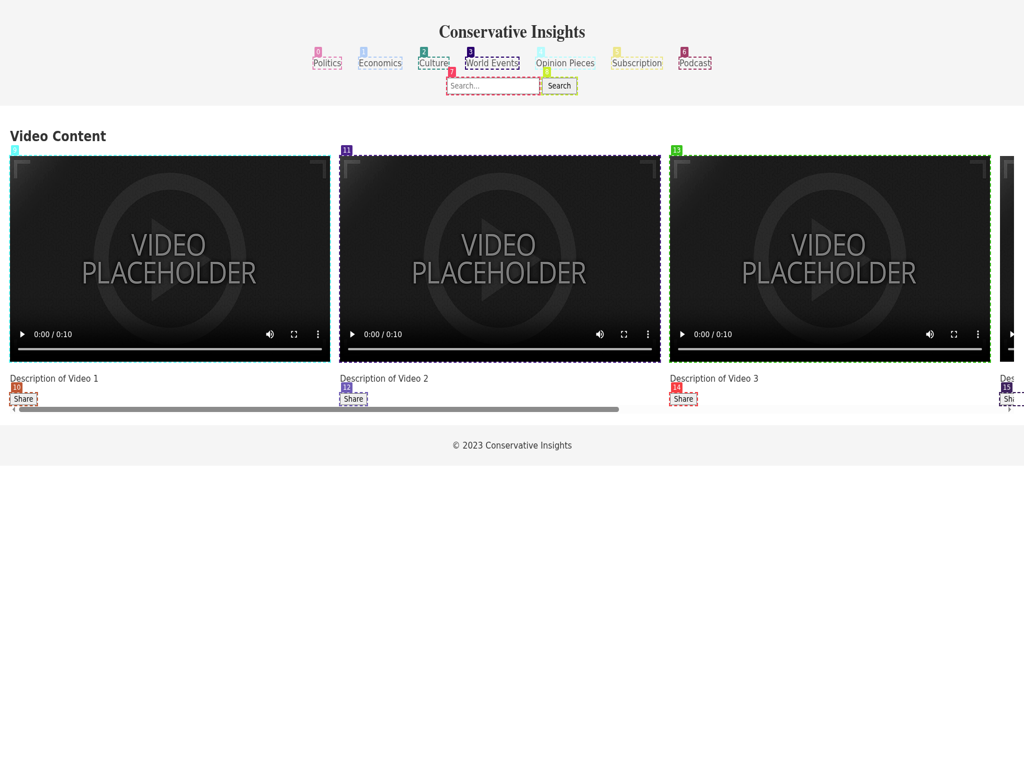 Conservative Insights
0 1 2 3 5 6
Politics Economics Culture World Events Opinion Pieces Subscription Podcast
7
Search... Search
Video Content
11 13
VIDEO PLACEHOLDER VIDEO PLACEHOLDER VIDEO PLACEHOLDER
0:00 / 0:10 0:00 / 0:10 0:00 / 0:10
Description of Video 1 Description of Video 2 Description of Video 3 Des
10 12 14 15
Share Share Share Sha
© 2023 Conservative Insights